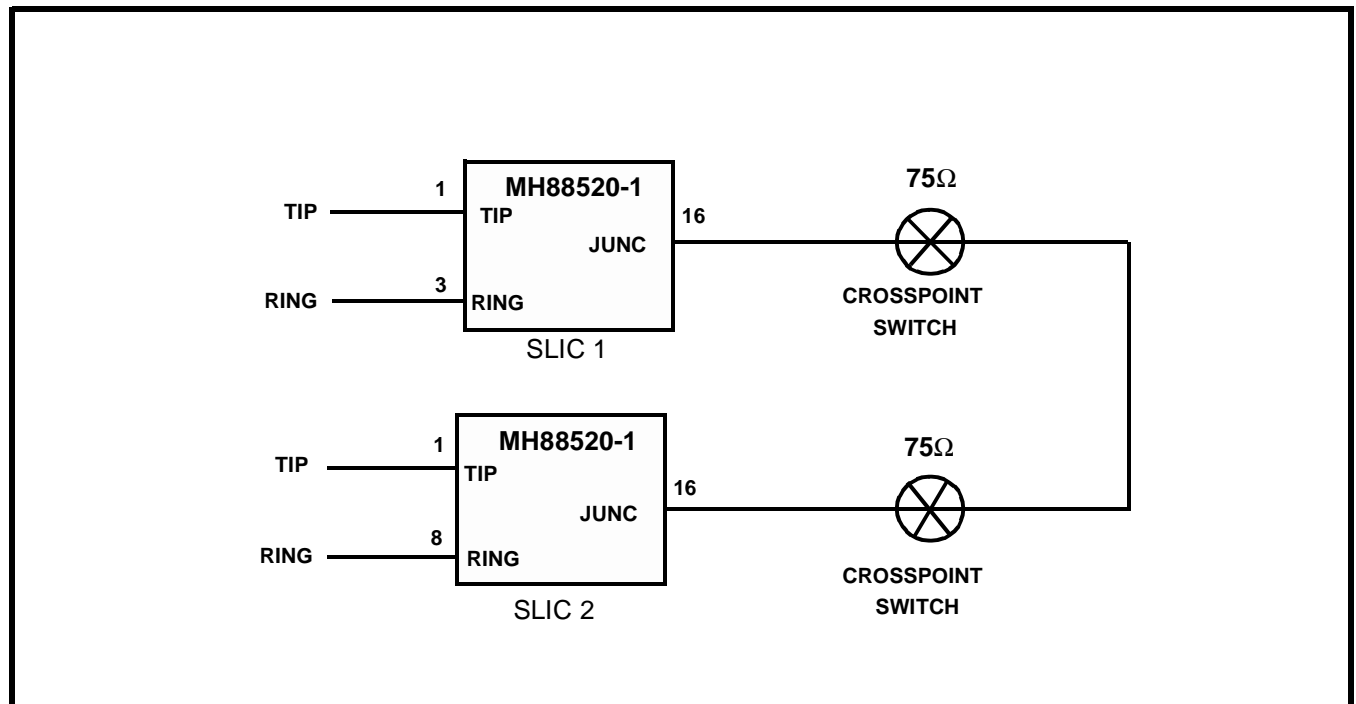 MH88520-1
75Ω
1
TIP
TIP
16
JUNC
3
RING
RING
CROSSPOINT
SWITCH
SLIC 1
MH88520-1
75Ω
1
TIP
TIP
16
JUNC
8
RING
RING
CROSSPOINT
SWITCH
SLIC 2